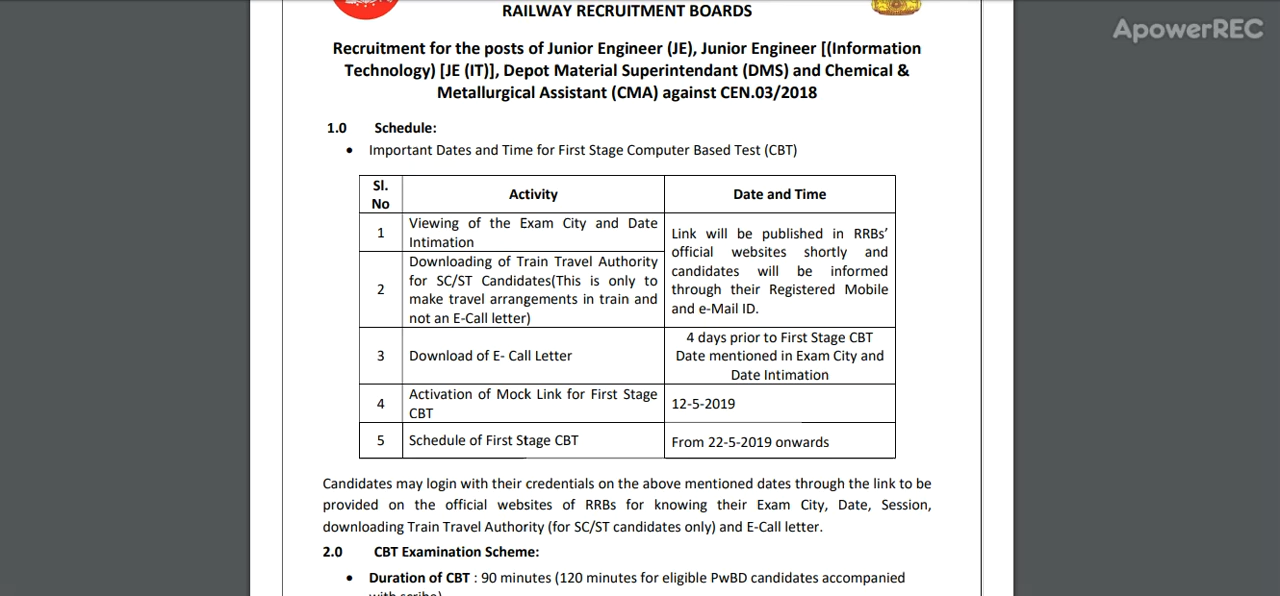 RAILWAY RECRUITMENT BOARDS
ApowerREC
Recruitment for the posts of Junior Engineer (JE), Junior Engineer [(Information
Technology) [JE (IT)], Depot Material Superintendant (DMS) and Chemical &
Metallurgical Assistant (CMA) against CEN.03/2018
1.0 Schedule:
• Important Dates and Time for First Stage Computer Based Test (CBT)
Sl.
No
Activity
Date and Time
1
Viewing of the Exam City and Date
Intimation
Link will be published in RRBs’
official websites shortly and
candidates will be informed
through their Registered Mobile
and e-Mail ID.
2
Downloading of Train Travel Authority
for SC/ST Candidates(This is only to
make travel arrangements in train and
not an E-Call letter)
3
Download of E- Call Letter
4 days prior to First Stage CBT
Date mentioned in Exam City and
Date Intimation
4
Activation of Mock Link for First Stage
CBT
12-5-2019
5
Schedule of First Stage CBT
From 22-5-2019 onwards
Candidates may login with their credentials on the above mentioned dates through the link to be
provided on the official websites of RRBs for knowing their Exam City, Date, Session,
downloading Train Travel Authority (for SC/ST candidates only) and E-Call letter.
2.0 CBT Examination Scheme:
• Duration of CBT : 90 minutes (120 minutes for eligible PwBD candidates accompanied
with scribe)